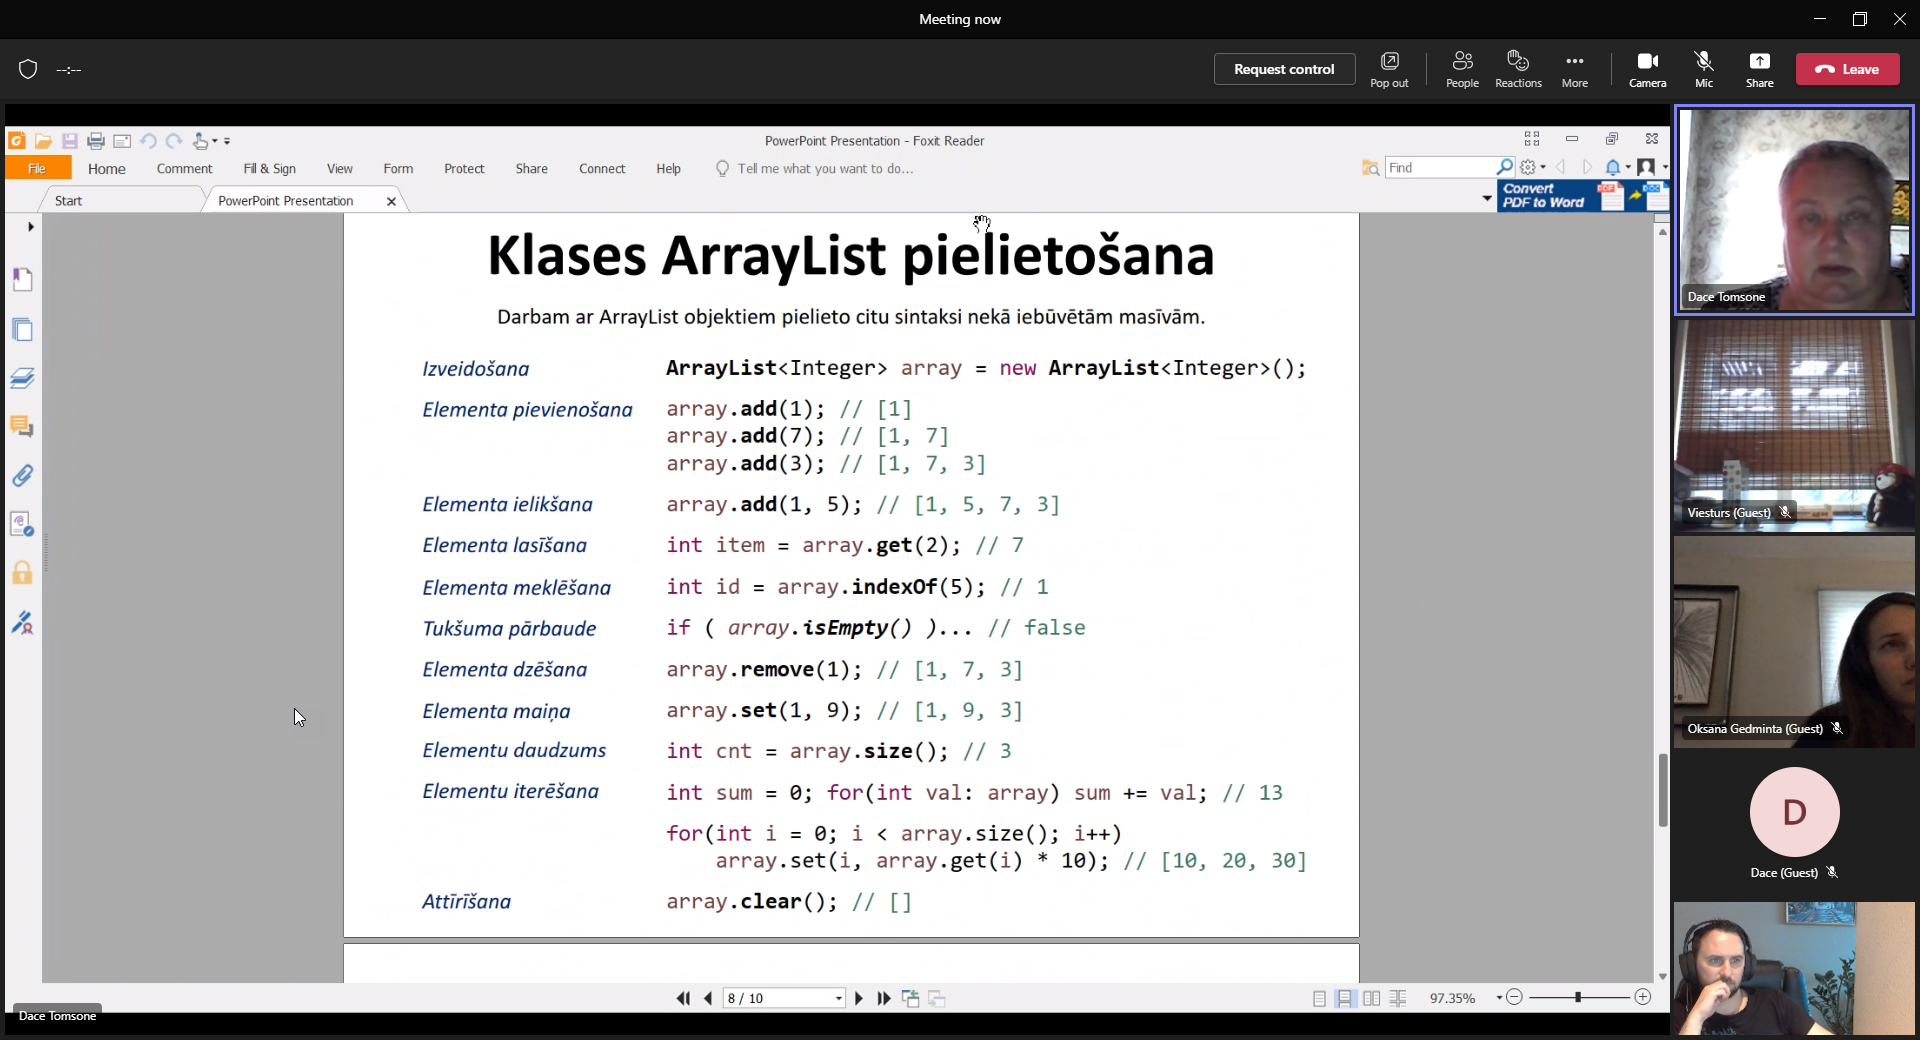 Meeting now
--:--
Request control
Pop out
People
Reactions
More
Camera
Mic
Share
Leave
PowerPoint Presentation - Foxit Reader
File
Home
Comment
Fill & Sign
View
Form
Protect
Share
Connect
Help
Tell me what you want to do...
Find
Start
PowerPoint Presentation
Convert
PDF to Word
Klases ArrayList pielietošana
Darbam ar ArrayList objektiem pielieto citu sintaksi nekā iebūvētām masīvām.
Izveidošana ArrayList<Integer> array = new ArrayList<Integer>();
Elementa pievienošana array.add(1); // [1]
array.add(7); // [1, 7]
array.add(3); // [1, 7, 3]
Elementa ielikšana array.add(1, 5); // [1, 5, 7, 3]
Elementa lasīšana int item = array.get(2); // 7
Elementa meklēšana int id = array.indexOf(5); // 1
Tukšuma pārbaude if ( array.isEmpty() )... // false
Elementa dzēšana array.remove(1); // [1, 7, 3]
Elementa maiņa array.set(1, 9); // [1, 9, 3]
Elementu daudzums int cnt = array.size(); // 3
Elementu iterēšana int sum = 0; for(int val: array) sum += val; // 13
for(int i = 0; i < array.size(); i++)
array.set(i, array.get(i) * 10); // [10, 20, 30]
Attīrīšana array.clear(); // []
8 / 10
97.35%
Dace Tomsone
Dace Tomsone
Viesturs (Guest)
Oksana Gedminta (Guest)
D
Dace (Guest)